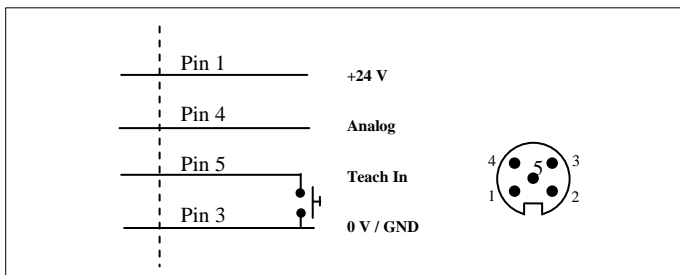 Pin 1 +24 V
Pin 4 Analog
Pin 5 Teach In
Pin 3 0 V / GND
4 5 3
1 2